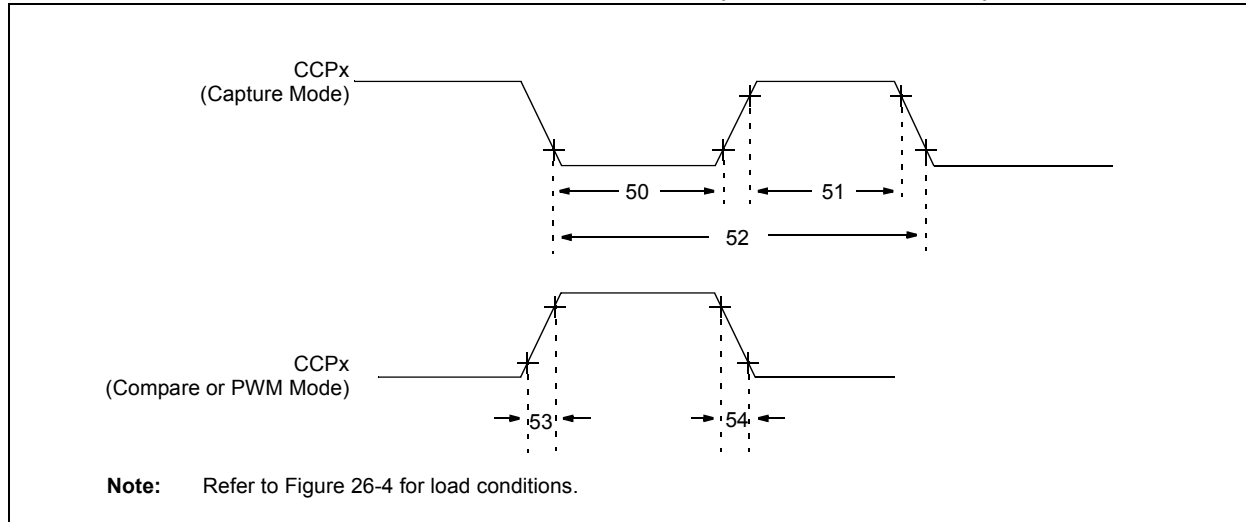 CCPx
(Capture Mode)
50
51
52
CCPx
(Compare or PWM Mode)
53
54
Note: Refer to Figure 26-4 for load conditions.